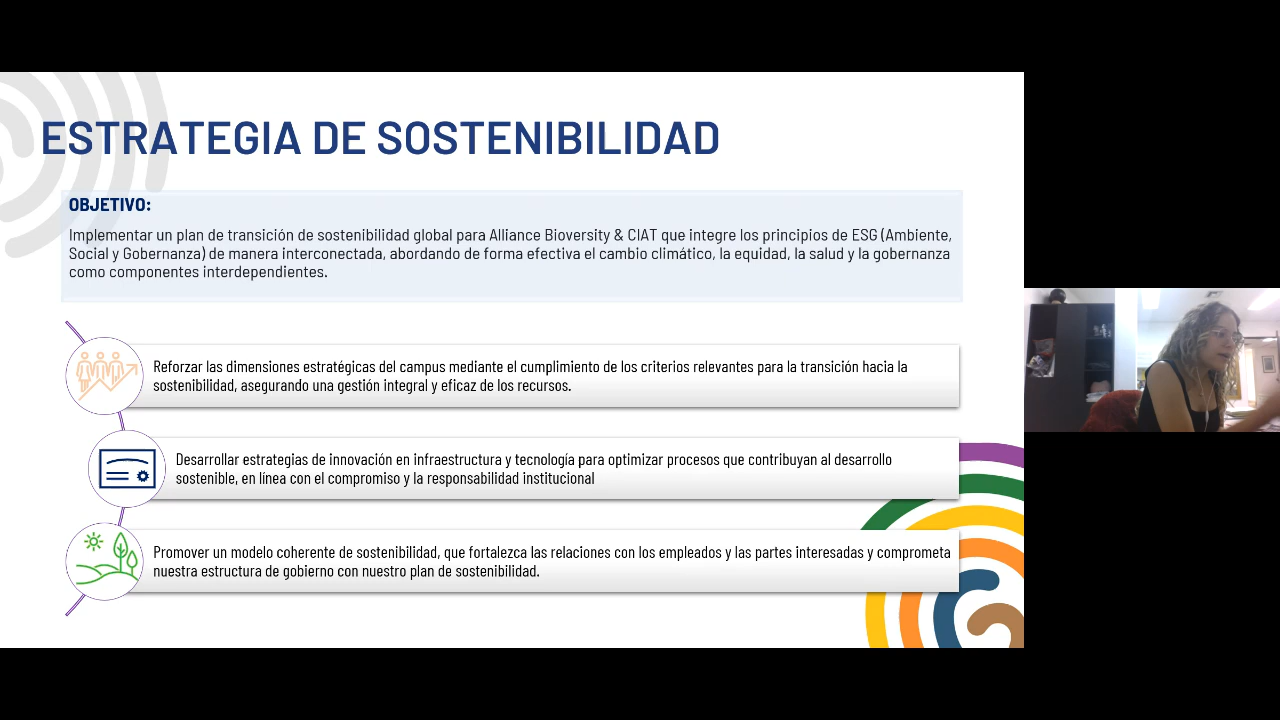 ESTRATEGIA DE SOSTENIBILIDAD
OBJETIVO:
Implementar un plan de transición de sostenibilidad global para Alliance Bioversity & CIAT que integre los principios de ESG (Ambiente,
Social y Gobernanza) de manera interconectada, abordando de forma efectiva el cambio climático, la equidad, la salud y la gobernanza
como componentes interdependientes.
Reforzar las dimensiones estratégicas del campus mediante el cumplimiento de los criterios relevantes para la transición hacia la
sostenibilidad, asegurando una gestión integral y eficaz de los recursos.
Desarrollar estrategias de innovación en infraestructura y tecnología para optimizar procesos que contribuyan al desarrollo
sostenible, en línea con el compromiso y la responsabilidad institucional
Promover un modelo coherente de sostenibilidad, que fortalezca las relaciones con los empleados y las partes interesadas y comprometa
nuestra estructura de gobierno con nuestro plan de sostenibilidad.